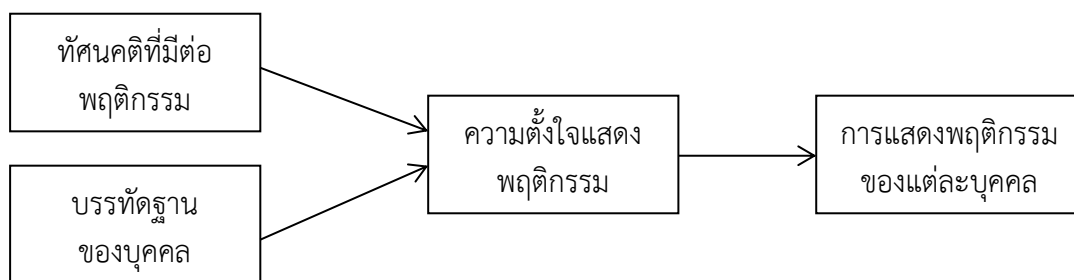 ทัศนคติที่มีต่อ
พฤติกรรม
บรรทัดฐาน
ของบุคคล
ความตั้งใจแสดง
พฤติกรรม
การแสดงพฤติกรรม
ของแต่ละบุคคล